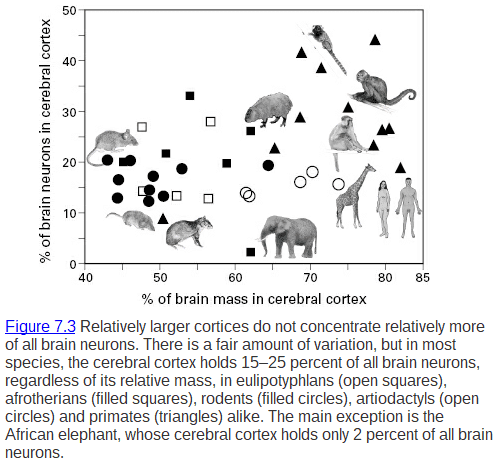 50
40
30
20
10
0
% of brain neurons in cerebral cortex
40 50 60 70 80 85
% of brain mass in cerebral cortex
Figure 7.3 Relatively larger cortices do not concentrate relatively more
of all brain neurons. There is a fair amount of variation, but in most
species, the cerebral cortex holds 15–25 percent of all brain neurons,
regardless of its relative mass, in eulipotyphlans (open squares),
afrotherians (filled squares), rodents (filled circles), artiodactyls (open
circles) and primates (triangles) alike. The main exception is the
African elephant, whose cerebral cortex holds only 2 percent of all brain
neurons.